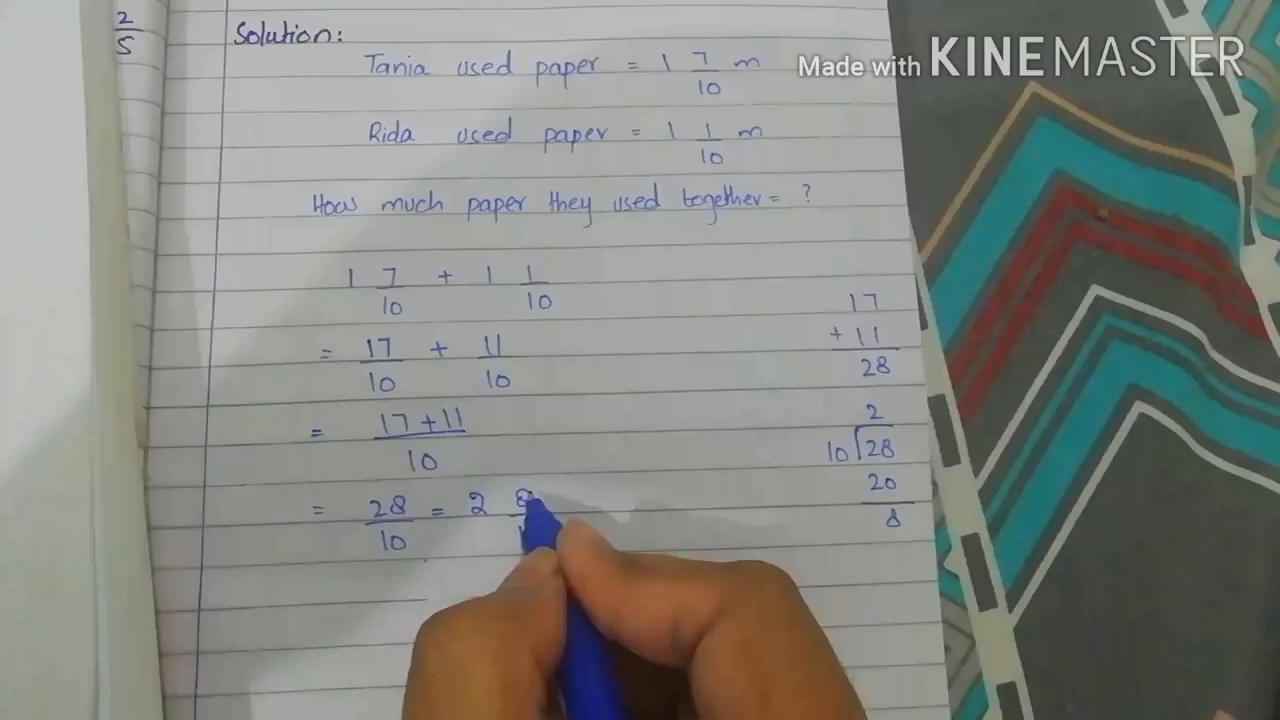 2/5
Solution:
Made with KINEMASTER
Tania used paper = 1 7/10 m
Rida used paper = 1 1/10 m
How much paper they used together = ?
1 7/10 + 1 1/10
= 17/10 + 11/10
= 17+11/10
= 28/10 = 2 8
17
+ 11
28
2
10 28
20
8